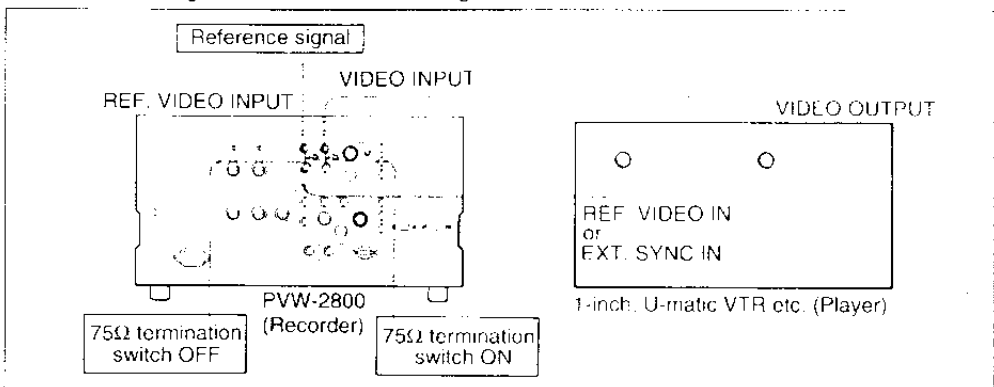 Reference signal
VIDEO INPUT
REF. VIDEO INPUT
VIDEO OUTPUT
REF. VIDEO IN
or
EXT. SYNC IN
PVW-2800
(Recorder)
1-inch. U-matic VTR etc. (Player)
75Ω termination
switch OFF
75Ω termination
switch ON